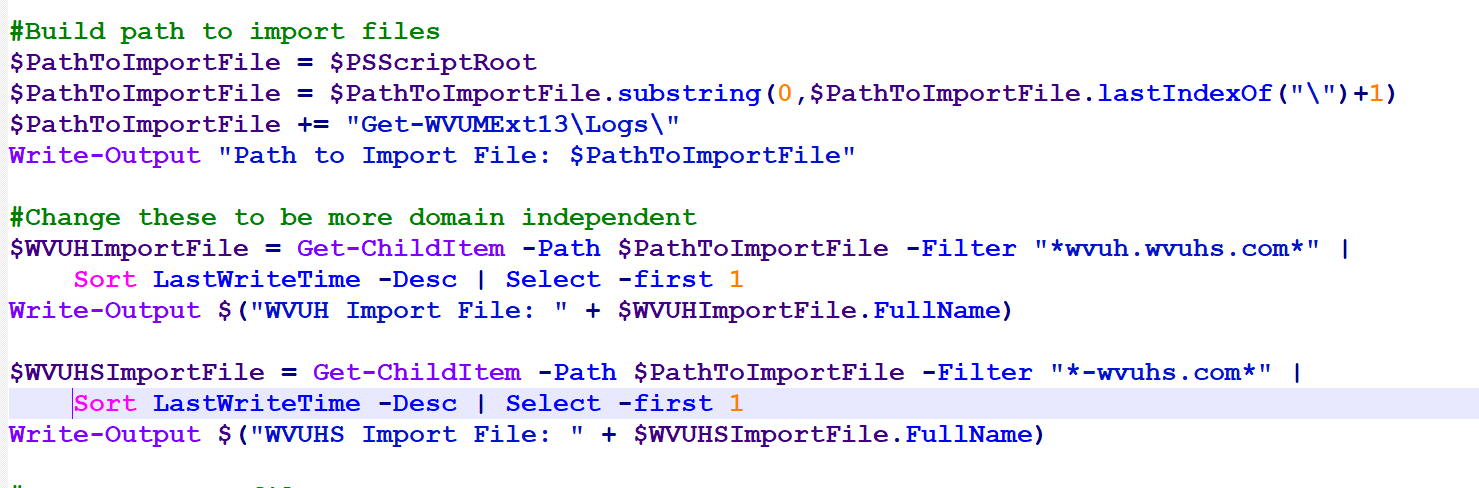 #Build path to import files
$PathToImportFile = $PSScriptRoot
$PathToImportFile = $PathToImportFile.substring(0,$PathToImportFile.lastIndexOf("\")+1)
$PathToImportFile += "Get-WVUMExt13\Logs\"
Write-Output "Path to Import File: $PathToImportFile"

#Change these to be more domain independent
$WVUHImportFile = Get-ChildItem -Path $PathToImportFile -Filter "*wvuh.wvuhs.com*" |
    Sort LastWriteTime -Desc | Select -first 1
Write-Output $("WVUH Import File: " + $WVUHImportFile.FullName)

$WVUHSImportFile = Get-ChildItem -Path $PathToImportFile -Filter "*-wvuhs.com*" |
    Sort LastWriteTime -Desc | Select -first 1
Write-Output $("WVUHS Import File: " + $WVUHSImportFile.FullName)